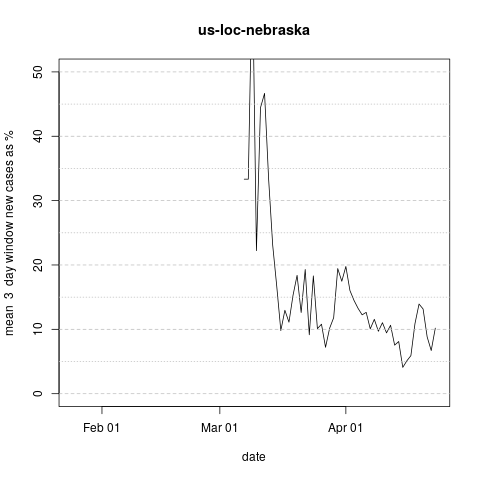 us-loc-nebraska
mean 3 day window new cases as %
50
40
30
20
10
0
Feb 01
Mar 01
Apr 01
date